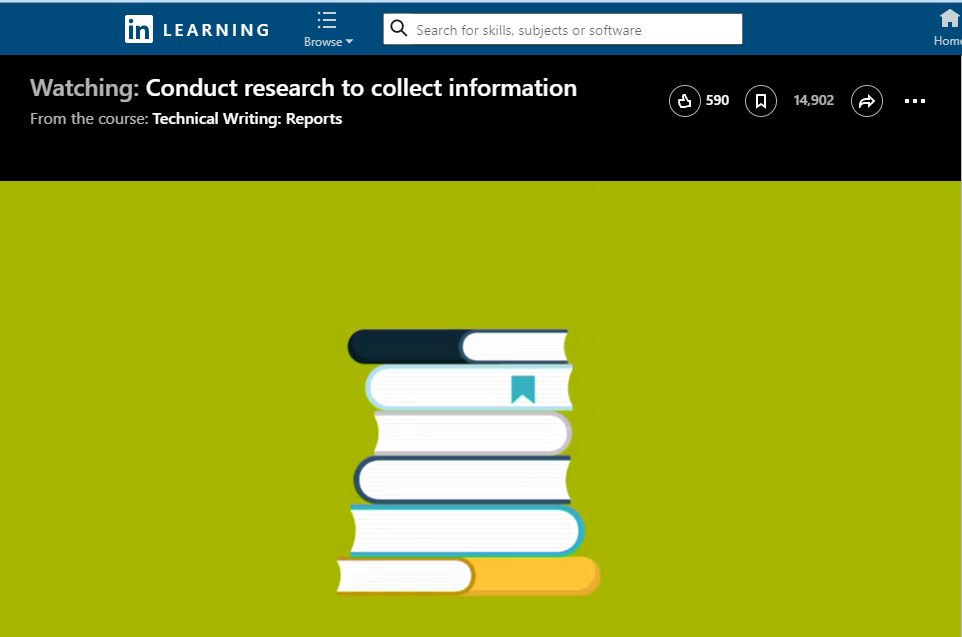 in LEARNING
Browse
Search for skills, subjects or software
Home
Watching: Conduct research to collect information
590
14,902
From the course: Technical Writing: Reports